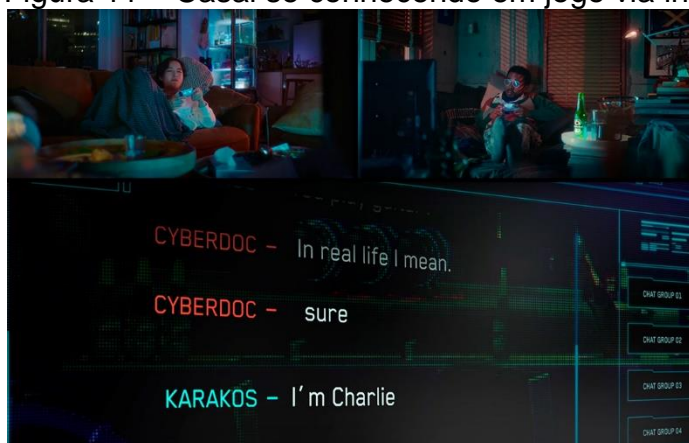 Figura 11 – Casal se conhecendo em jogo via in
CYBERDOC – In real life I mean.
CYBERDOC – sure
KARAKOS – I´m Charlie
CHAT GROUP 01
CHAT GROUP 02
CHAT GROUP 03
CHAT GROUP 04